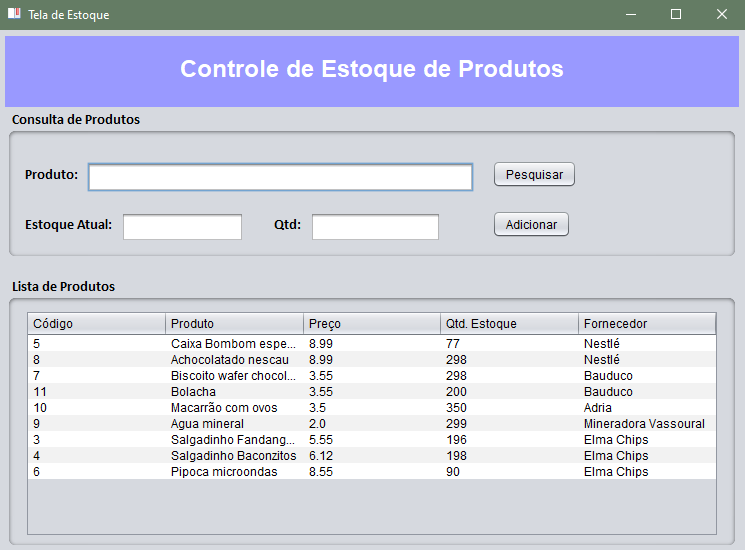 Tela de Estoque
Controle de Estoque de Produtos
Consulta de Produtos
Produto: Pesquisar
Estoque Atual: Qtd: Adicionar
Lista de Produtos
Código Produto Preço Qtd. Estoque Fornecedor
5 Caixa Bombom espe... 8.99 77 Nestlé
8 Achocolatado nescau 8.99 298 Nestlé
7 Biscoito wafer chocol... 3.55 298 Bauduco
11 Bolacha 3.55 200 Bauduco
10 Macarrão com ovos 3.5 350 Adria
9 Agua mineral 2.0 299 Mineradora Vassoural
3 Salgadinho Fandang... 5.55 196 Elma Chips
4 Salgadinho Baconzitos 6.12 198 Elma Chips
6 Pipoca microondas 8.55 90 Elma Chips